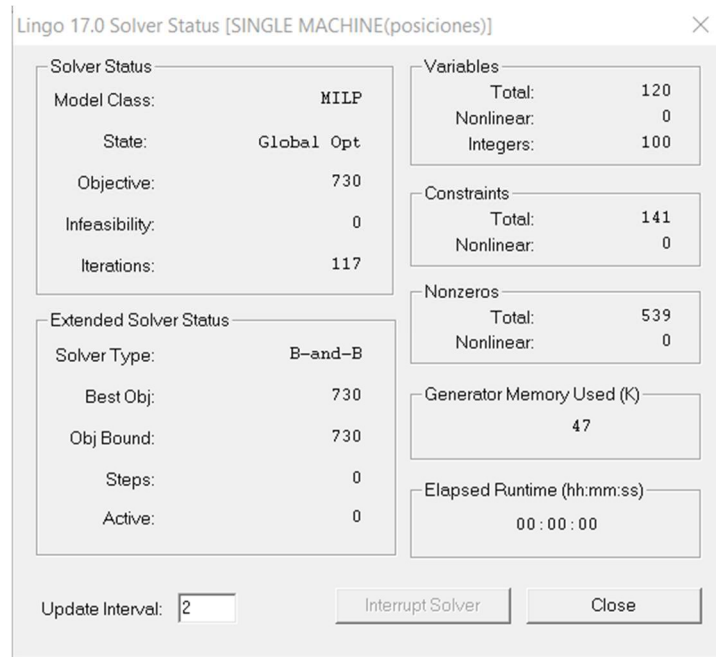 Lingo 17.0 Solver Status [SINGLE MACHINE(posiciones)]
Solver Status
Model Class: MILP
State: Global Opt
Objective: 730
Infeasibility: 0
Iterations: 117
Extended Solver Status
Solver Type: B-and-B
Best Obj: 730
Obj Bound: 730
Steps: 0
Active: 0
Variables
Total: 120
Nonlinear: 0
Integers: 100
Constraints
Total: 141
Nonlinear: 0
Nonzeros
Total: 539
Nonlinear: 0
Generator Memory Used (K)
47
Elapsed Runtime (hh:mm:ss)
00:00:00
Update Interval: 2
Interrupt Solver
Close